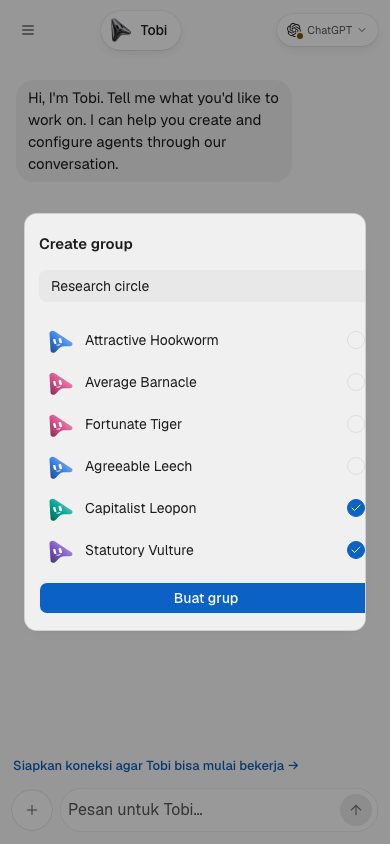 Tobi
ChatGPT
Hi, I'm Tobi. Tell me what you'd like to
work on. I can help you create and
configure agents through our
conversation.
Create group
Research circle
Attractive Hookworm
Average Barnacle
Fortunate Tiger
Agreeable Leech
Capitalist Leopon
Statutory Vulture
Buat grup
Siapkan koneksi agar Tobi bisa mulai bekerja →
Pesan untuk Tobi...